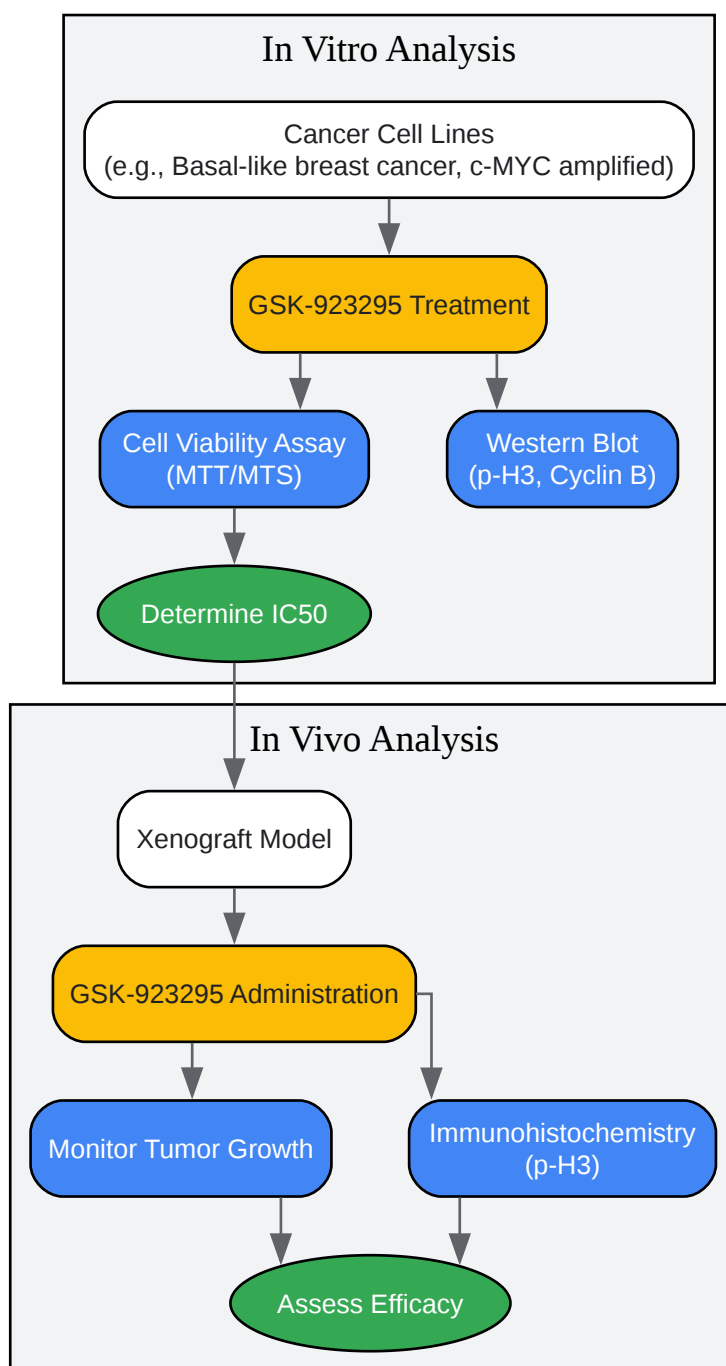 In Vitro Analysis
Cancer Cell Lines
(e.g., Basal-like breast cancer, c-MYC amplified)
GSK-923295 Treatment
Cell Viability Assay
(MTT/MTS)
Western Blot
(p-H3, Cyclin B)
Determine IC50
In Vivo Analysis
Xenograft Model
GSK-923295 Administration
Monitor Tumor Growth
Immunohistochemistry
(p-H3)
Assess Efficacy